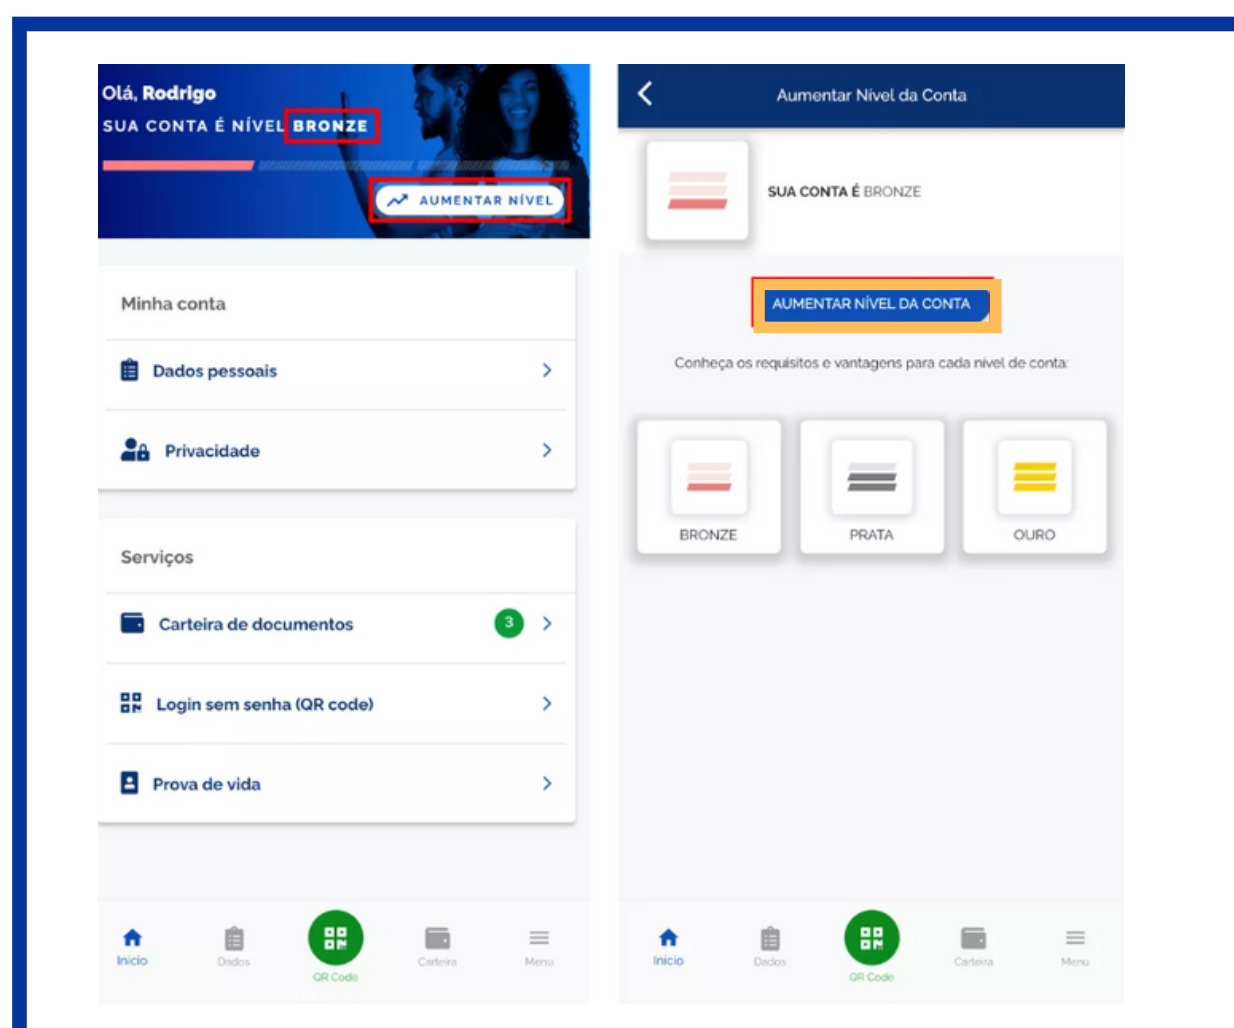 Olá, Rodrigo
SUA CONTA É NÍVEL BRONZE
AUMENTAR NÍVEL
Minha conta
Dados pessoais
Privacidade
Serviços
Carteira de documentos
3
Login sem senha (QR code)
Prova de vida
Início
Dados
QR Code
Carteira
Menu
Aumentar Nível da Conta
SUA CONTA É BRONZE
AUMENTAR NÍVEL DA CONTA
Conheça os requisitos e vantagens para cada nível de conta:
BRONZE
PRATA
OURO
Início
Dados
QR Code
Carteira
Menu